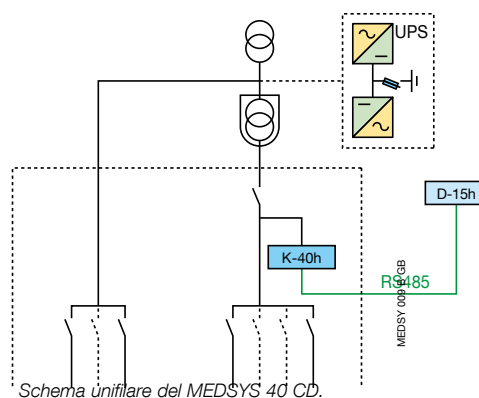 UPS
D-15h
K-40h
RS485
MEDSY 009 B GB
Schema unifilare del MEDSYS 40 CD.